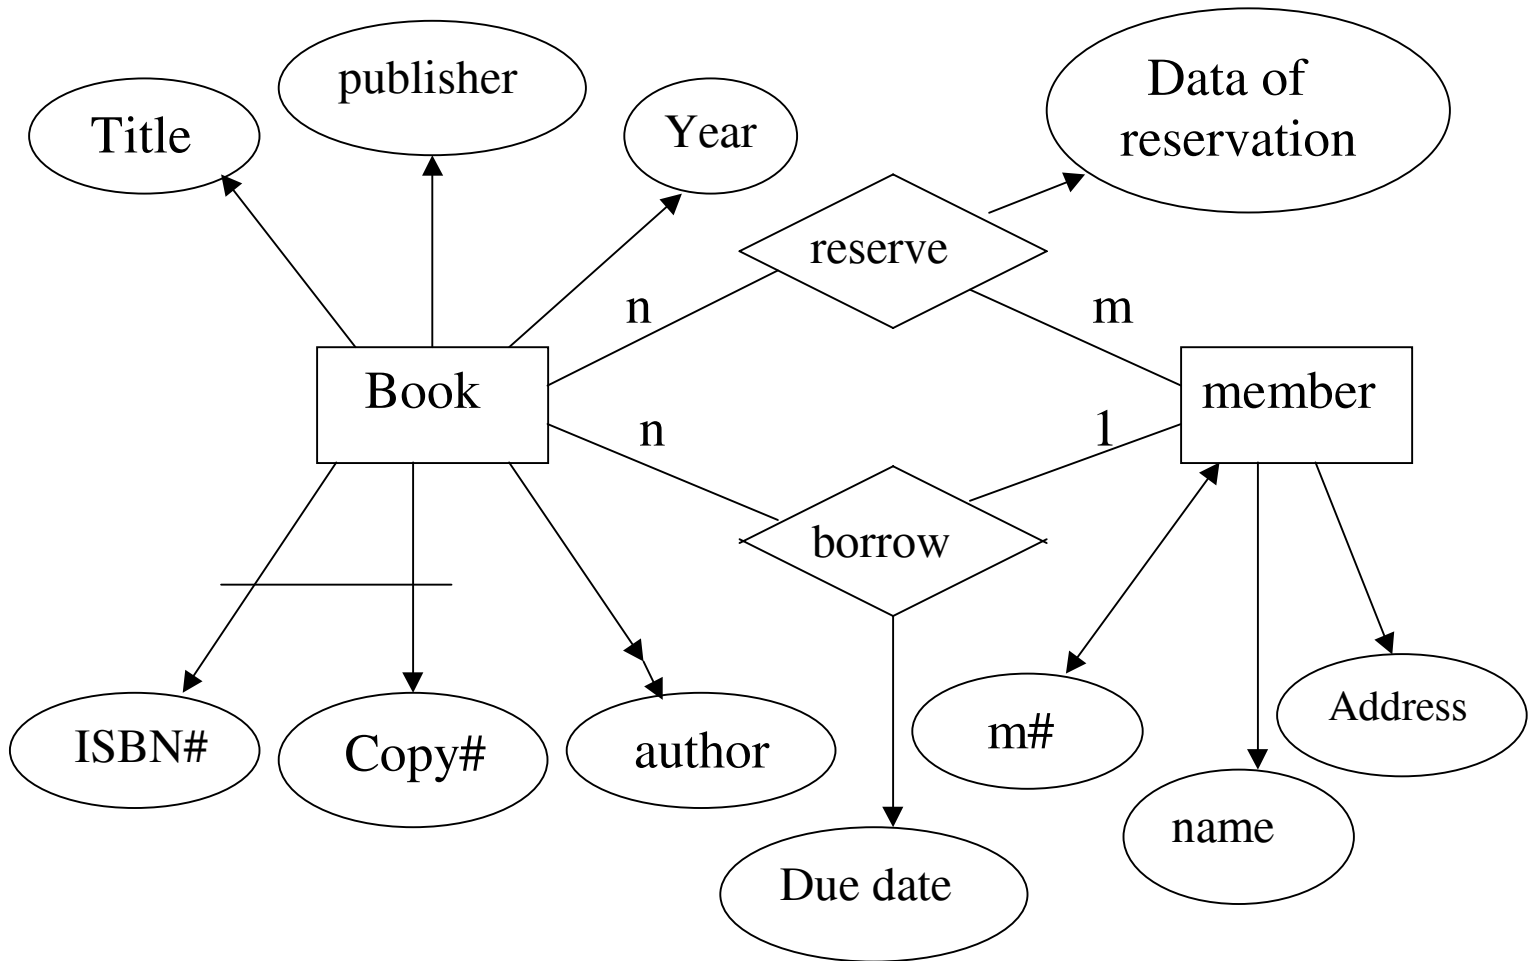 publisher
Title
Year
Data of
reservation
reserve
n
m
Book
member
n
1
borrow
ISBN#
Copy#
author
m#
Address
name
Due date